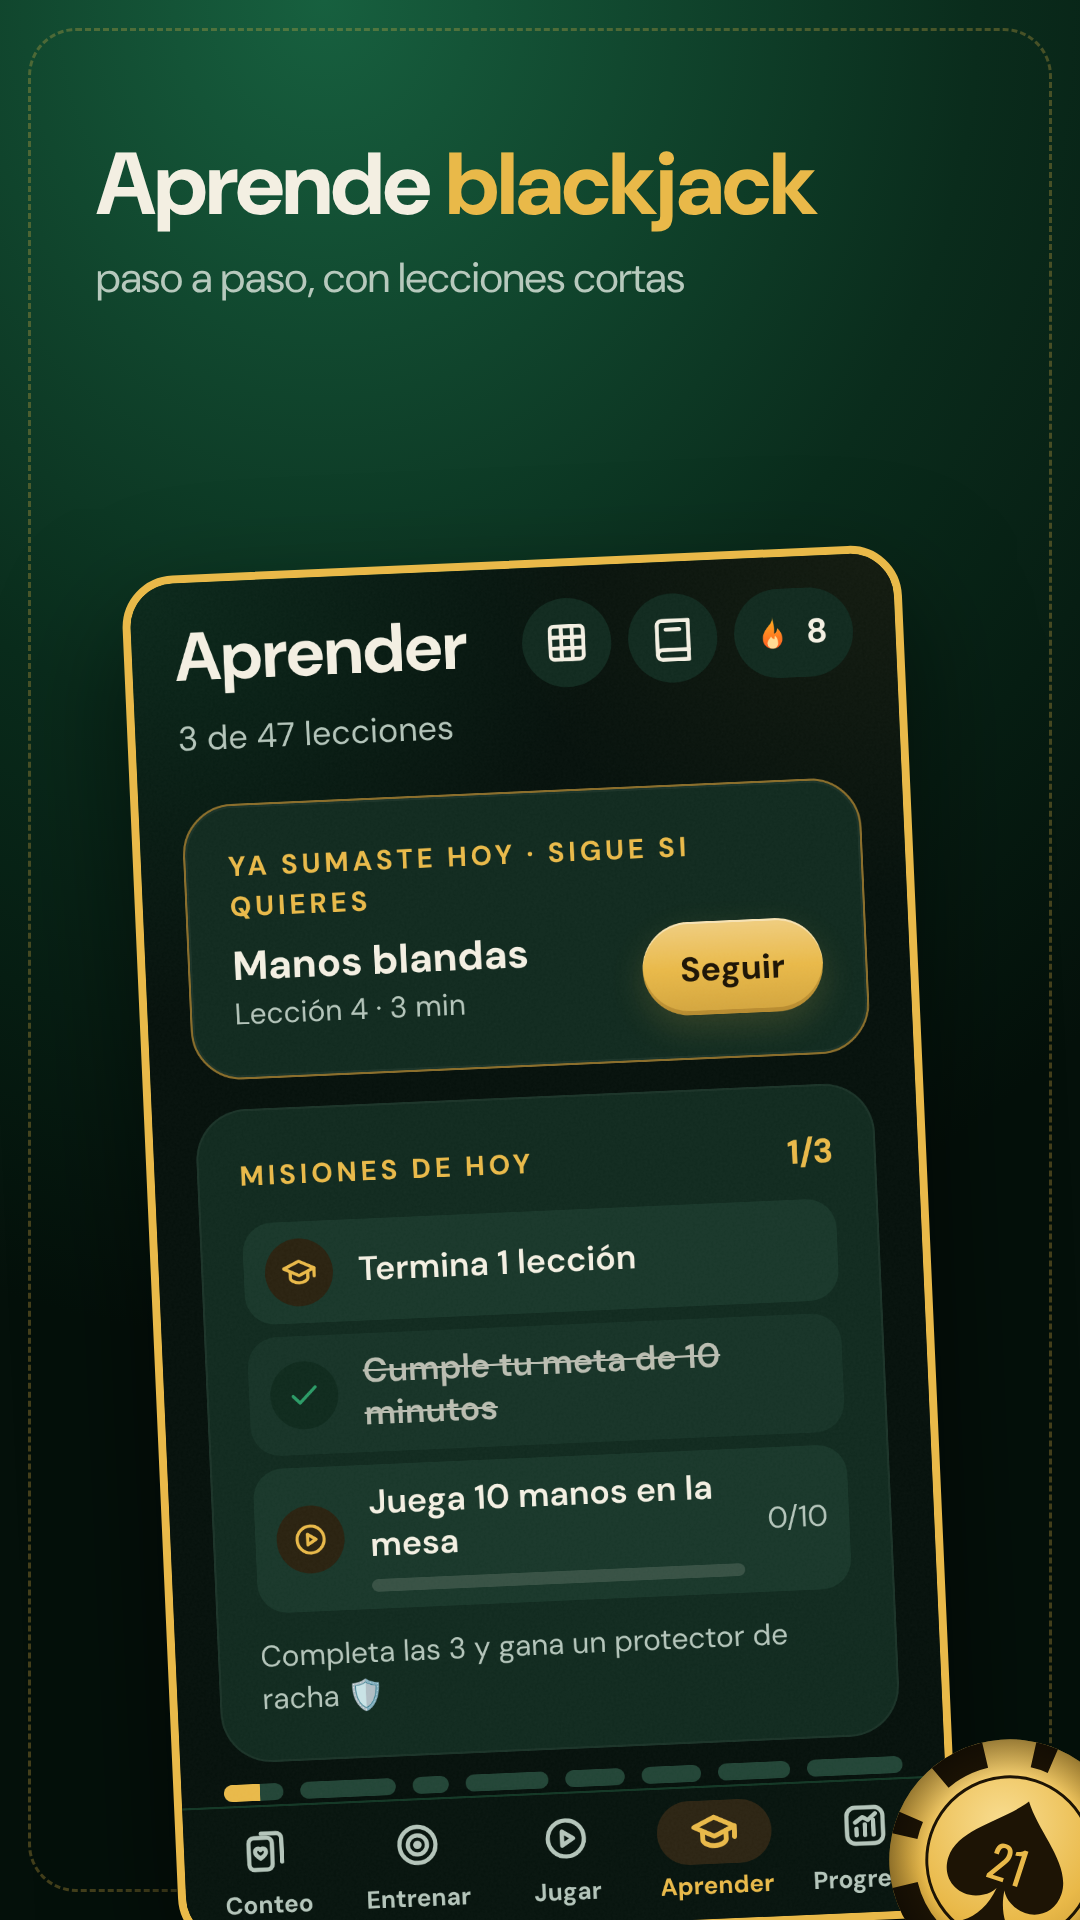 Aprende blackjack
paso a paso, con lecciones cortas
Aprender
8
3 de 47 lecciones
YA SUMASTE HOY · SIGUE SI
QUIERES
Manos blandas
Lección 4 · 3 min
Seguir
MISIONES DE HOY
1/3
Termina 1 lección
Cumple tu meta de 10
minutos
Juega 10 manos en la
mesa
0/10
Completa las 3 y gana un protector de
racha 🛡️
Conteo
Entrenar
Jugar
Aprender
Progre
21